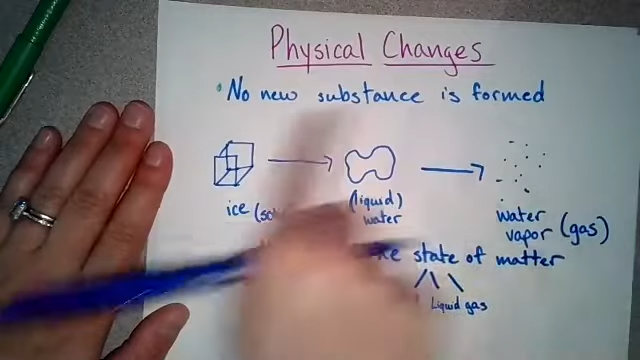 Physical Changes
No new substance is formed
ice
(liquid)
water
water
vapor (gas)
state of matter
Liquid gas